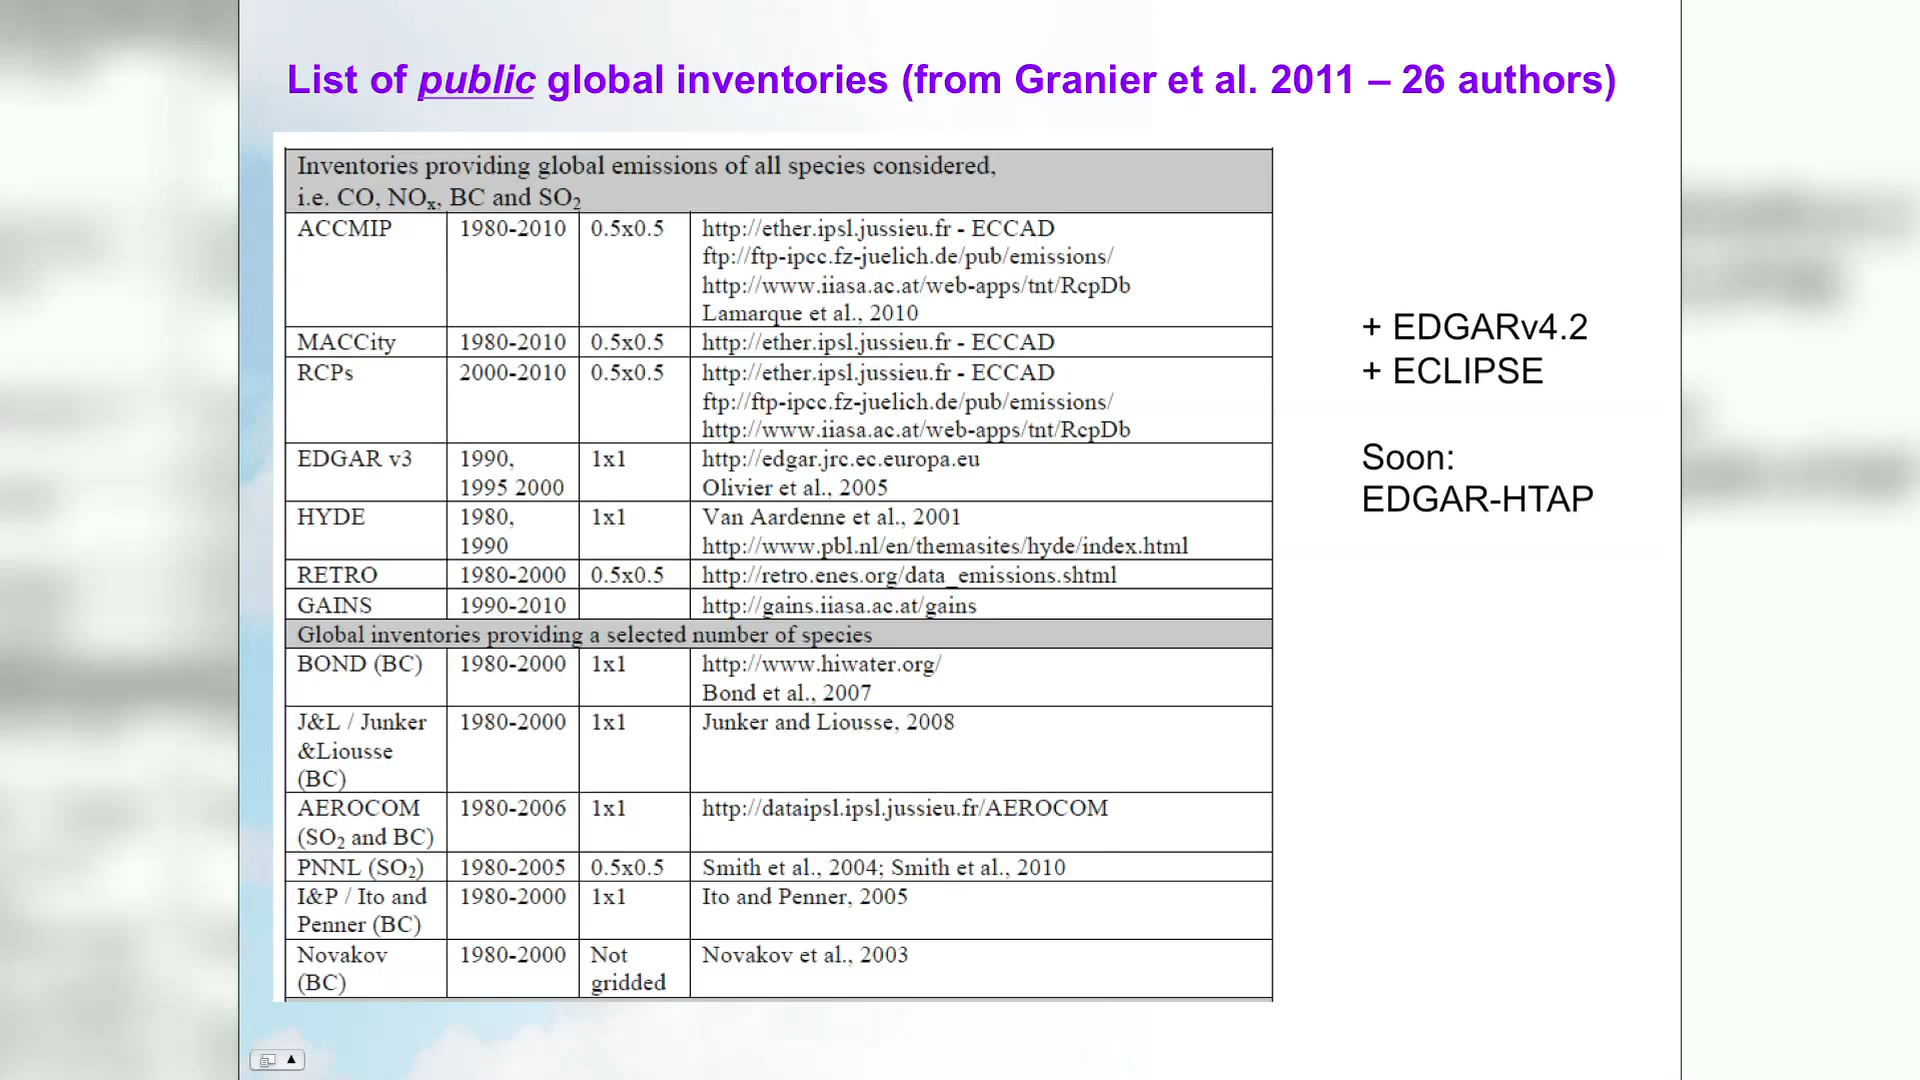 List of public global inventories (from Granier et al. 2011 – 26 authors)
Inventories providing global emissions of all species considered,
i.e. CO, NOx, BC and SO2
ACCMIP 1980-2010 0.5x0.5 http://ether.ipsl.jussieu.fr - ECCAD
ftp://ftp-ipcc.fz-juelich.de/pub/emissions/
http://www.iiasa.ac.at/web-apps/tnt/RcpDb
Lamarque et al., 2010
MACCity 1980-2010 0.5x0.5 http://ether.ipsl.jussieu.fr - ECCAD
RCPs 2000-2010 0.5x0.5 http://ether.ipsl.jussieu.fr - ECCAD
ftp://ftp-ipcc.fz-juelich.de/pub/emissions/
http://www.iiasa.ac.at/web-apps/tnt/RcpDb
EDGAR v3 1990, 1x1 http://edgar.jrc.ec.europa.eu
1995 2000 Olivier et al., 2005
HYDE 1980, 1x1 Van Aardenne et al., 2001
1990 http://www.pbl.nl/en/themasites/hyde/index.html
RETRO 1980-2000 0.5x0.5 http://retro.enes.org/data_emissions.shtml
GAINS 1990-2010 http://gains.iiasa.ac.at/gains
Global inventories providing a selected number of species
BOND (BC) 1980-2000 1x1 http://www.hiwater.org/
Bond et al., 2007
J&L / Junker 1980-2000 1x1 Junker and Liousse, 2008
&Liousse
(BC)
AEROCOM 1980-2006 1x1 http://dataipsl.ipsl.jussieu.fr/AEROCOM
(SO2 and BC)
PNNL (SO2) 1980-2005 0.5x0.5 Smith et al., 2004; Smith et al., 2010
I&P / Ito and 1980-2000 1x1 Ito and Penner, 2005
Penner (BC)
Novakov 1980-2000 Not Novakov et al., 2003
(BC) gridded
+ EDGARv4.2
+ ECLIPSE
Soon:
EDGAR-HTAP